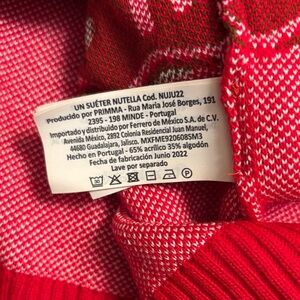 UN SUÉTER NUTELLA Cod. NUJU22
Producido por PRIMMA - Rua Maria José Borges, 191
2395 - 198 MINDE - Portugal
Importado y distribuido por Ferrero de México S.A. de C.V.
Avenida México, 2892 Colonia Residencial Juan Manuel,
44680 Guadalajara, Jalisco. MXFME920608SM3
Hecho en Portugal - 65% acrílico 35% algodón
Fecha de fabricación Junio 2022
Lave por separado